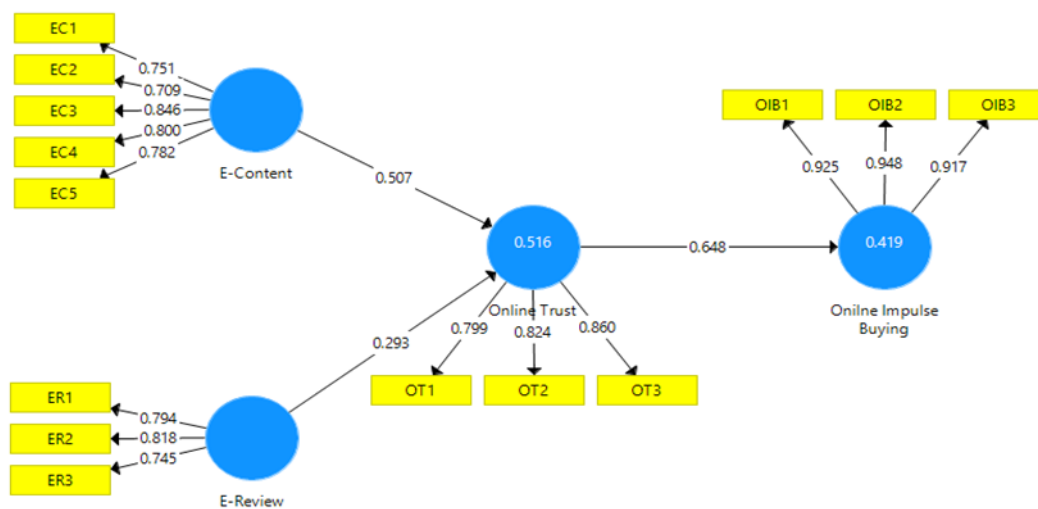 EC1
EC2
EC3
EC4
EC5
0.751
0.709
0.846
0.800
0.782
E-Content
0.507
OIB1
OIB2
OIB3
0.925
0.948
0.917
0.516
0.648
0.419
Online Trust
Onilne Impulse
Buying
0.799
0.824
0.860
0.293
OT1
OT2
OT3
ER1
ER2
ER3
0.794
0.818
0.745
E-Review